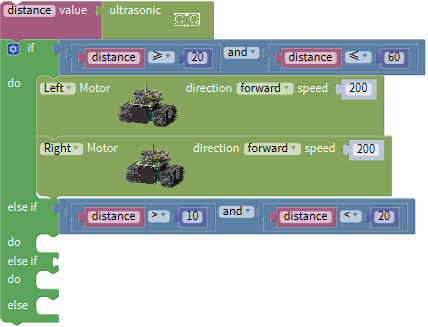 distance value ultrasonic
if distance ≥ 20 and distance ≤ 60
do Left Motor direction forward speed 200
Right Motor direction forward speed 200
else if distance > 10 and distance < 20
do
else if
do
else